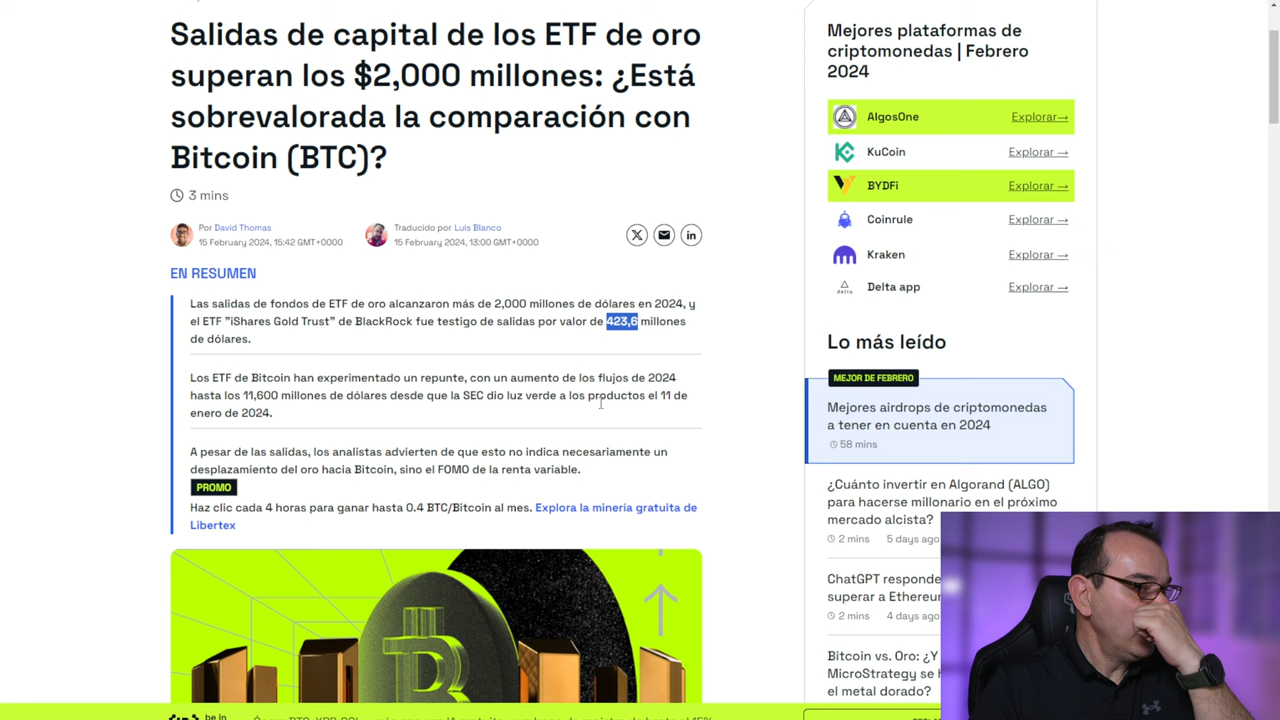 Salidas de capital de los ETF de oro
superan los $2,000 millones: ¿Está
sobrevalorada la comparación con
Bitcoin (BTC)?
3 mins
Por David Thomas
15 February 2024, 15:42 GMT+0000
Traducido por Luis Blanco
15 February 2024, 13:00 GMT+0000
EN RESUMEN
Las salidas de fondos de ETF de oro alcanzaron más de 2,000 millones de dólares en 2024, y
el ETF "iShares Gold Trust" de BlackRock fue testigo de salidas por valor de 423,6 millones
de dólares.
Los ETF de Bitcoin han experimentado un repunte, con un aumento de los flujos de 2024
hasta los 11,600 millones de dólares desde que la SEC dio luz verde a los productos el 11 de
enero de 2024.
A pesar de las salidas, los analistas advierten de que esto no indica necesariamente un
desplazamiento del oro hacia Bitcoin, sino el FOMO de la renta variable.
PROMO
Haz clic cada 4 horas para ganar hasta 0.4 BTC/Bitcoin al mes. Explora la minería gratuita de
Libertex
Mejores plataformas de
criptomonedas | Febrero
2024
AlgosOne Explorar→
KuCoin Explorar →
BYDFi Explorar→
Coinrule Explorar →
Kraken Explorar →
Delta app Explorar →
delta
Lo más leído
MEJOR DE FEBRERO
Mejores airdrops de criptomonedas
a tener en cuenta en 2024
58 mins
¿Cuánto invertir en Algorand (ALGO)
para hacerse millonario en el próximo
mercado alcista?
2 mins 5 days ago
ChatGPT responde
superar a Ethereu
2 mins 4 days ago
Bitcoin vs. Oro: ¿Y
MicroStrategy se h
el metal dorado?
be in